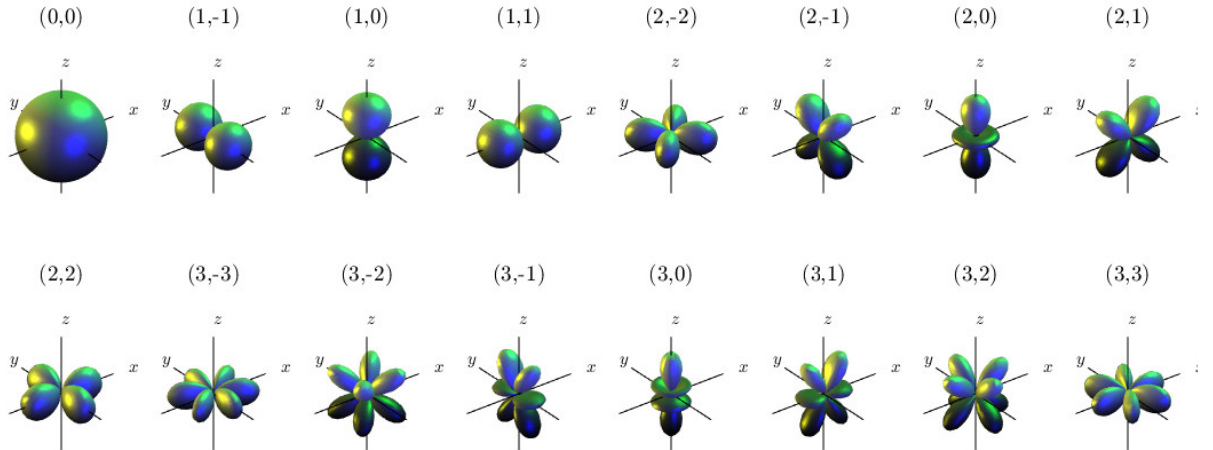 (0,0) (1,-1) (1,0) (1,1) (2,-2) (2,-1) (2,0) (2,1)
z z z z z z z z
y x y x y x y x y x y x y x y
(2,2) (3,-3) (3,-2) (3,-1) (3,0) (3,1) (3,2) (3,3)
z z z z z z z z
y x y x y x y x y x y x y x y